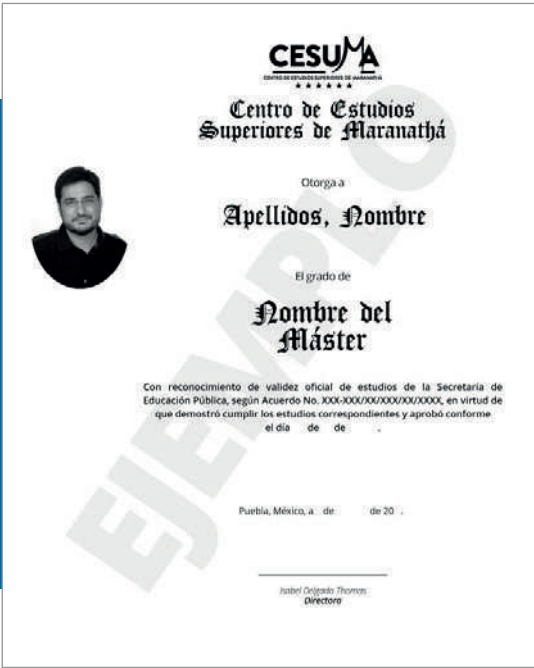 CESUMA
CENTRO DE ESTUDIOS SUPERIORES DE MARANATHÁ
Centro de Estudios
Superiores de Maranathá
Otorga a
Apellidos, Nombre
El grado de
Nombre del
Máster
Con reconocimiento de validez oficial de estudios de la Secretaría de
Educación Pública, según Acuerdo No. XXX-XXX/XX/XXX/XX/XXXX, en virtud de
que demostró cumplir los estudios correspondientes y aprobó conforme
el día de de .
Puebla, México, a de de 20 .
Isabel Delgado Thomas
Directora
EJEMPLO